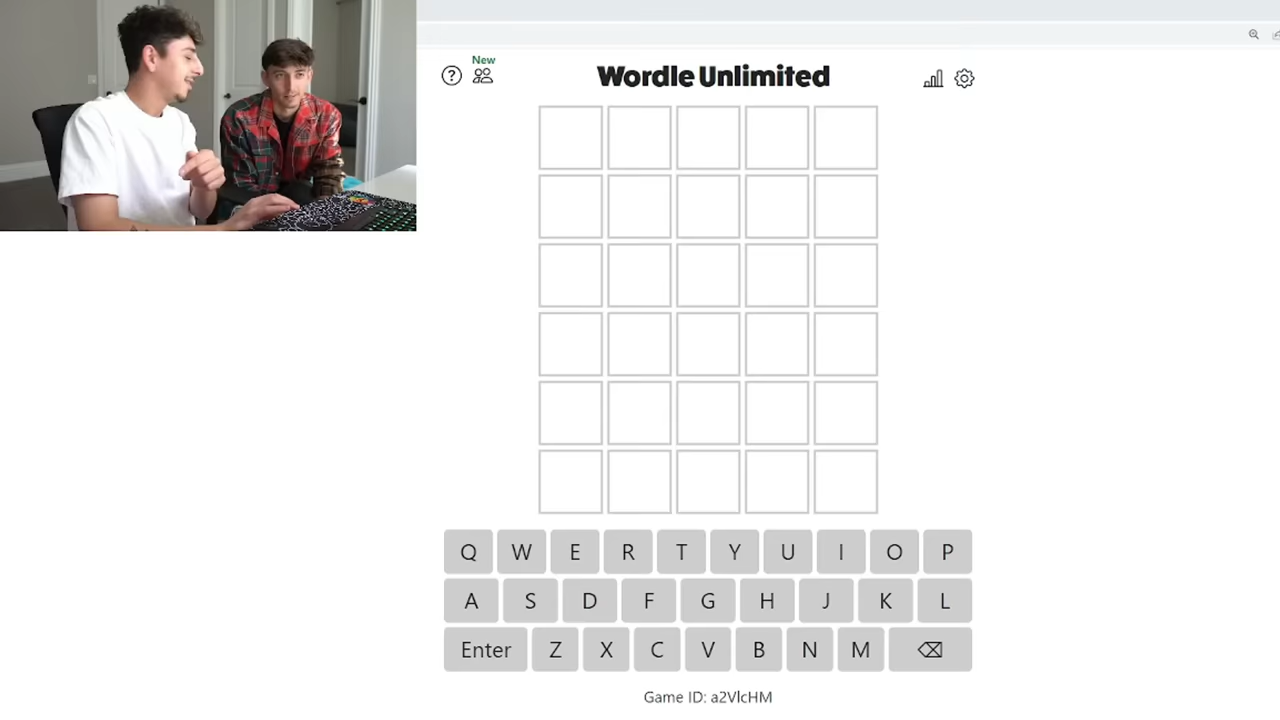 New
Wordle Unlimited
Q W E R T Y U I O P
A S D F G H J K L
Enter Z X C V B N M
Game ID: a2VlcHM